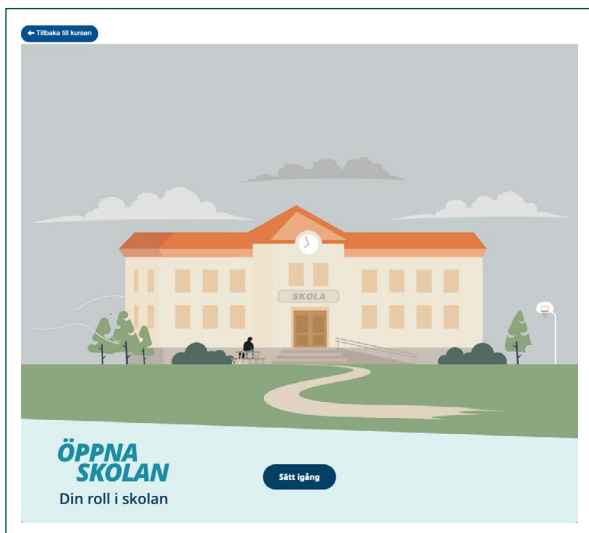 ← Tillbaka till kursen
SKOLA
ÖPPNA
SKOLAN
Din roll i skolan
Sätt igång